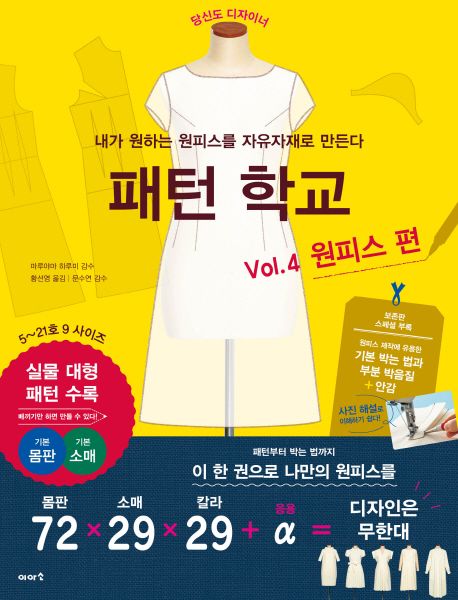 당신도 디자이너
내가 원하는 원피스를 자유자재로 만든다
패턴 학교
Vol.4 원피스 편
마루야마 하루미 감수
황선영 옮김 | 문수연 감수
5~21호 9 사이즈
실물 대형
패턴 수록
베끼기만 하면 만들 수 있다!
기본
몸판
기본
소매
보존판
스페셜 부록
원피스 제작에 유용한
기본 박는 법과
부분 박음질
+ 안감
사진 해설로
이해하기 쉽다!
패턴부터 박는 법까지
이 한 권으로 나만의 원피스를
몸판 소매 칼라 응용
72 × 29 × 29 + α =
디자인은
무한대
이아소